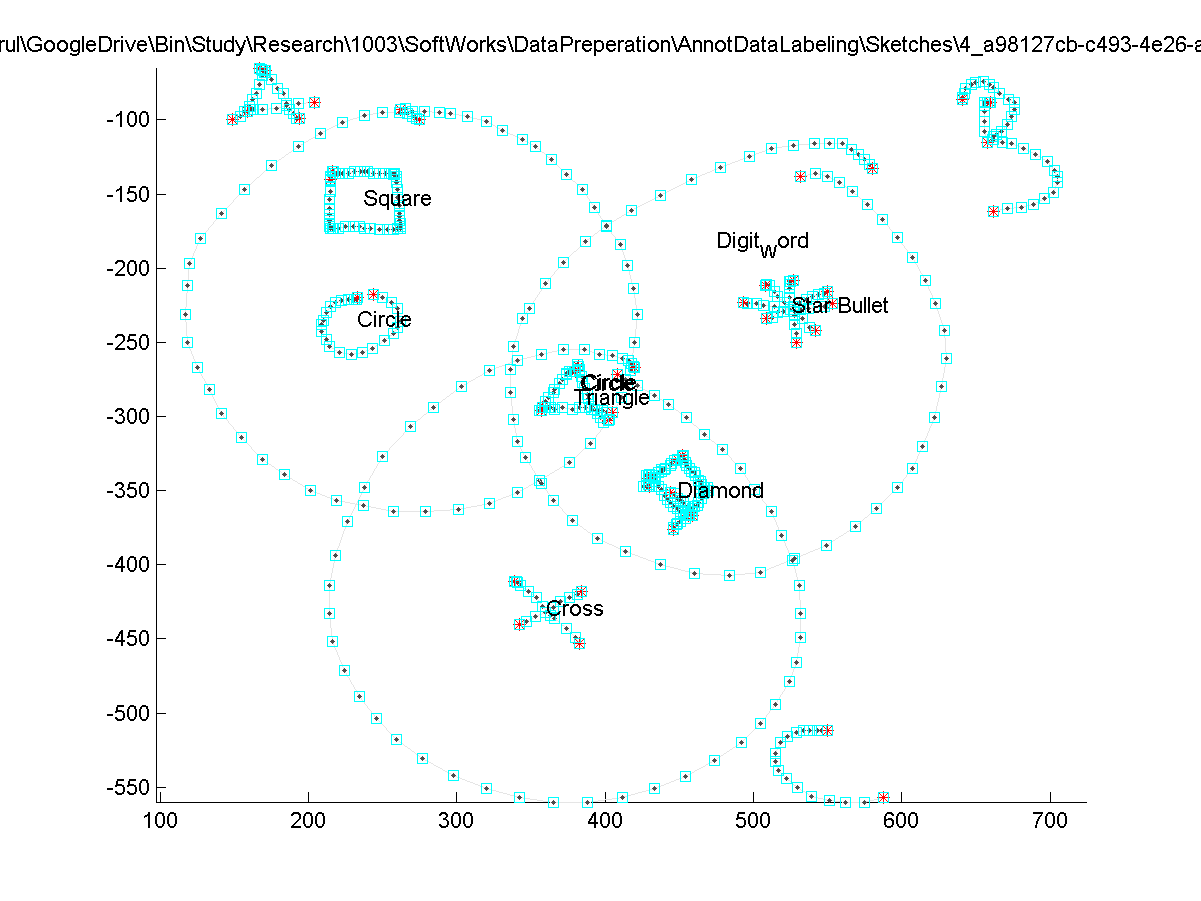 rul\GoogleDrive\Bin\Study\Research\1003\SoftWorks\DataPreperation\AnnotDataLabeling\Sketches\4_a98127cb-c493-4e26-a
A
B
C
-100
-150
-200
-250
-300
-350
-400
-450
-500
-550
Square
Digit
Word
Star Bullet
Circle
Circle
Circle
Triangle
Diamond
Cross
100
200
300
400
500
600
700